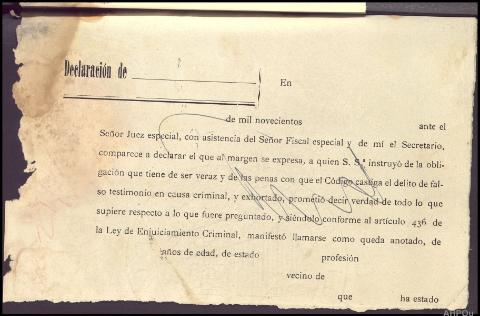 Declaración de
En
de mil novecientos ante el
Señor Juez especial, con asistencia del Señor Fiscal especial y de mí el Secretario,
comparece a declarar el que al margen se expresa, a quien S. S.ª instruyó de la obli-
gación que tiene de ser veraz y de las penas con que el Código castiga el delito de fal-
so testimonio en causa criminal, y exhortado, prometió decir verdad de todo lo que
supiere respecto a lo que fuere preguntado, y siéndolo conforme al artículo 436 de
la Ley de Enjuiciamiento Criminal, manifestó llamarse como queda anotado, de
años de edad, de estado profesión
vecino de
que ha estado
AHPOu